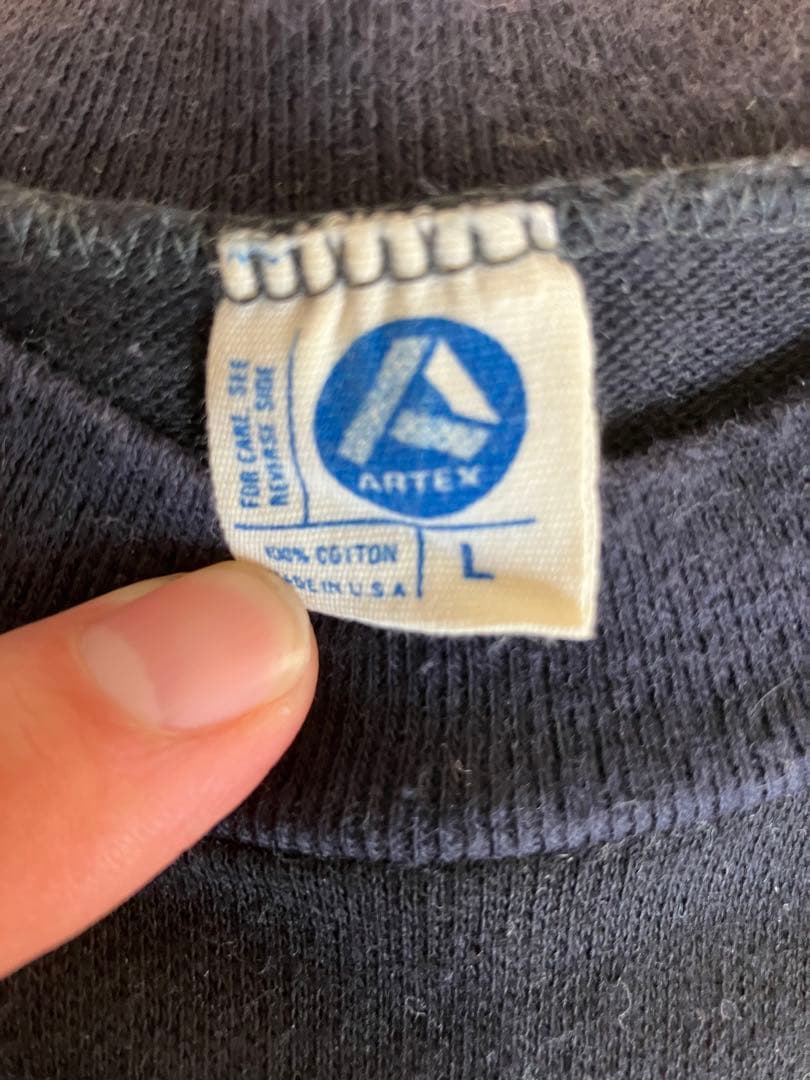 FOR CARE SEE
REVERSE SIDE
ARTEX
100% COTTON
L
MADE IN U.S.A